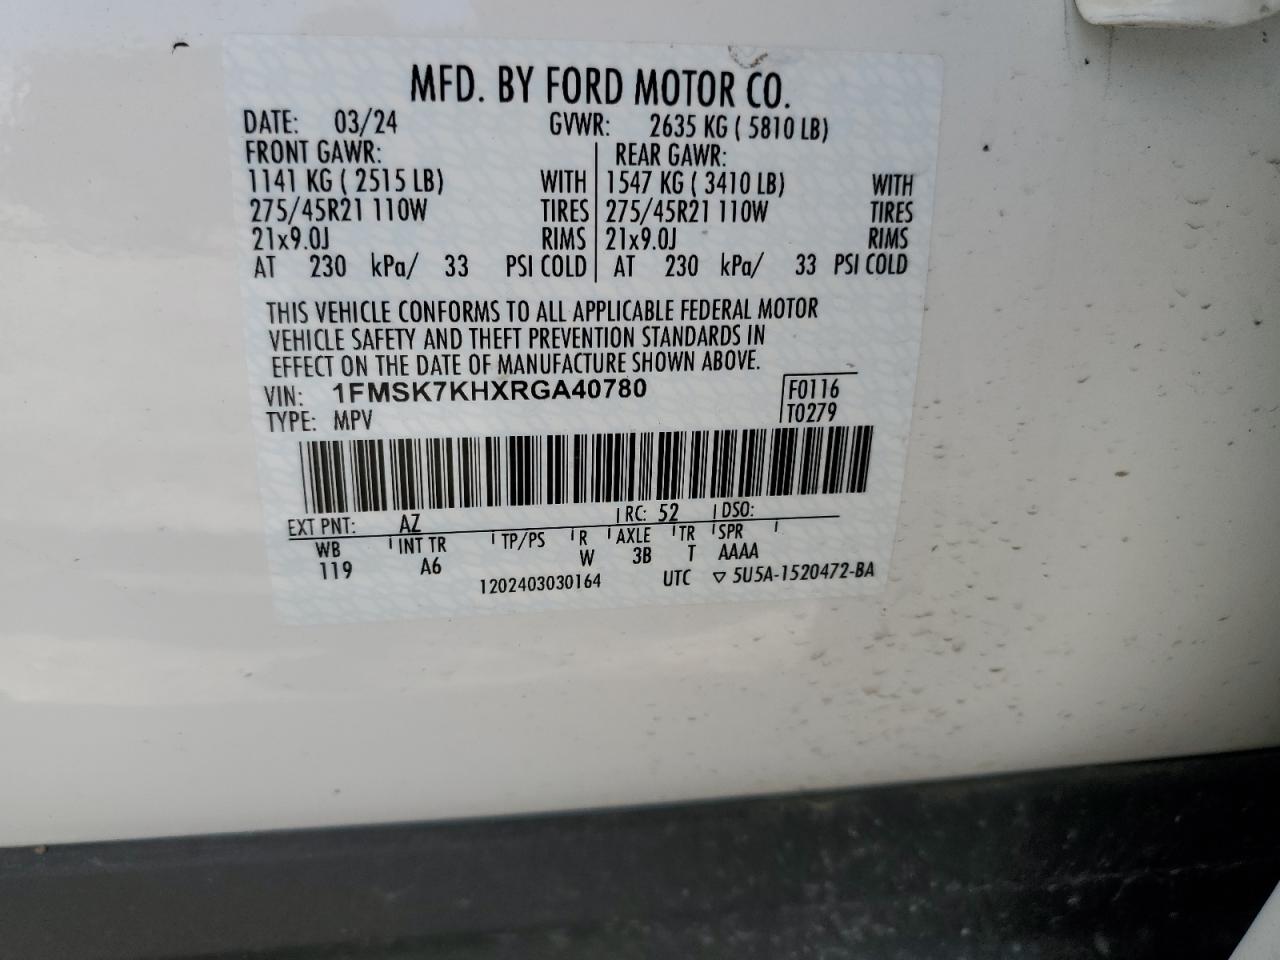 MFD. BY FORD MOTOR CO.
DATE: 03/24 GVWR: 2635 KG ( 5810 LB)
FRONT GAWR: REAR GAWR:
1141 KG ( 2515 LB) WITH 1547 KG ( 3410 LB) WITH
275/45R21 110W TIRES 275/45R21 110W TIRES
21x9.0J RIMS 21x9.0J RIMS
AT 230 kPa/ 33 PSI COLD AT 230 kPa/ 33 PSI COLD
THIS VEHICLE CONFORMS TO ALL APPLICABLE FEDERAL MOTOR
VEHICLE SAFETY AND THEFT PREVENTION STANDARDS IN
EFFECT ON THE DATE OF MANUFACTURE SHOWN ABOVE.
VIN: 1FMSK7KHXRGA40780 F0116
TYPE: MPV T0279
EXT PNT: AZ RC: 52 DSO:
WB INT TR TP/PS R AXLE TR SPR
119 A6 W 3B T AAAA
1202403030164 UTC ▽ 5U5A-1520472-BA